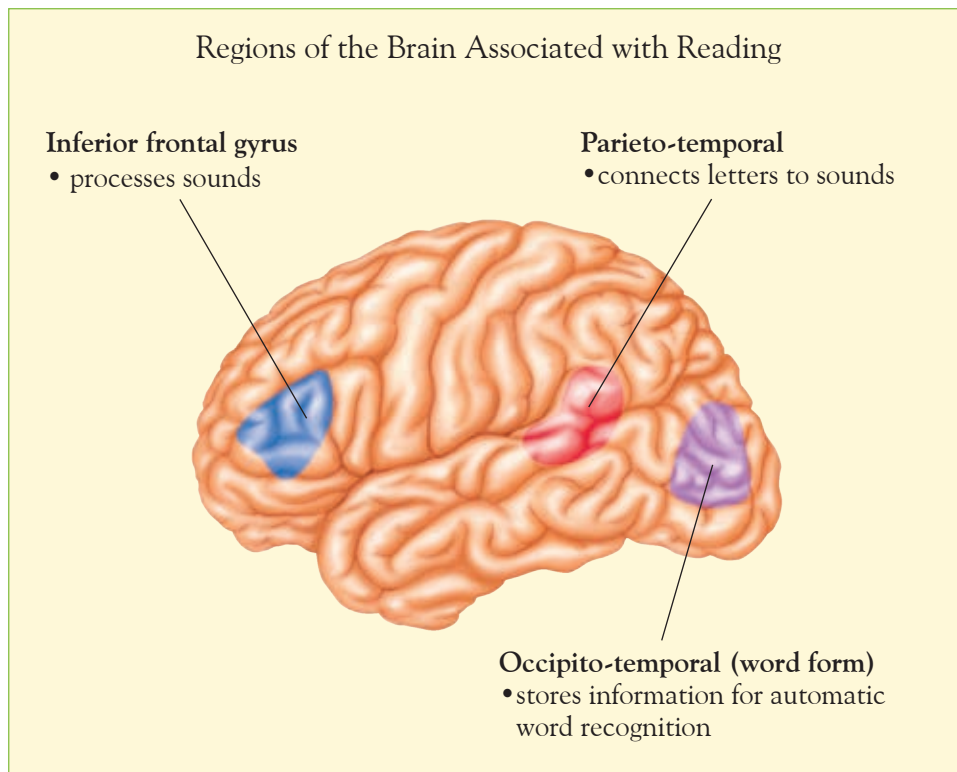 Regions of the Brain Associated with Reading
Inferior frontal gyrus
• processes sounds
Parieto-temporal
•connects letters to sounds
Occipito-temporal (word form)
•stores information for automatic
word recognition